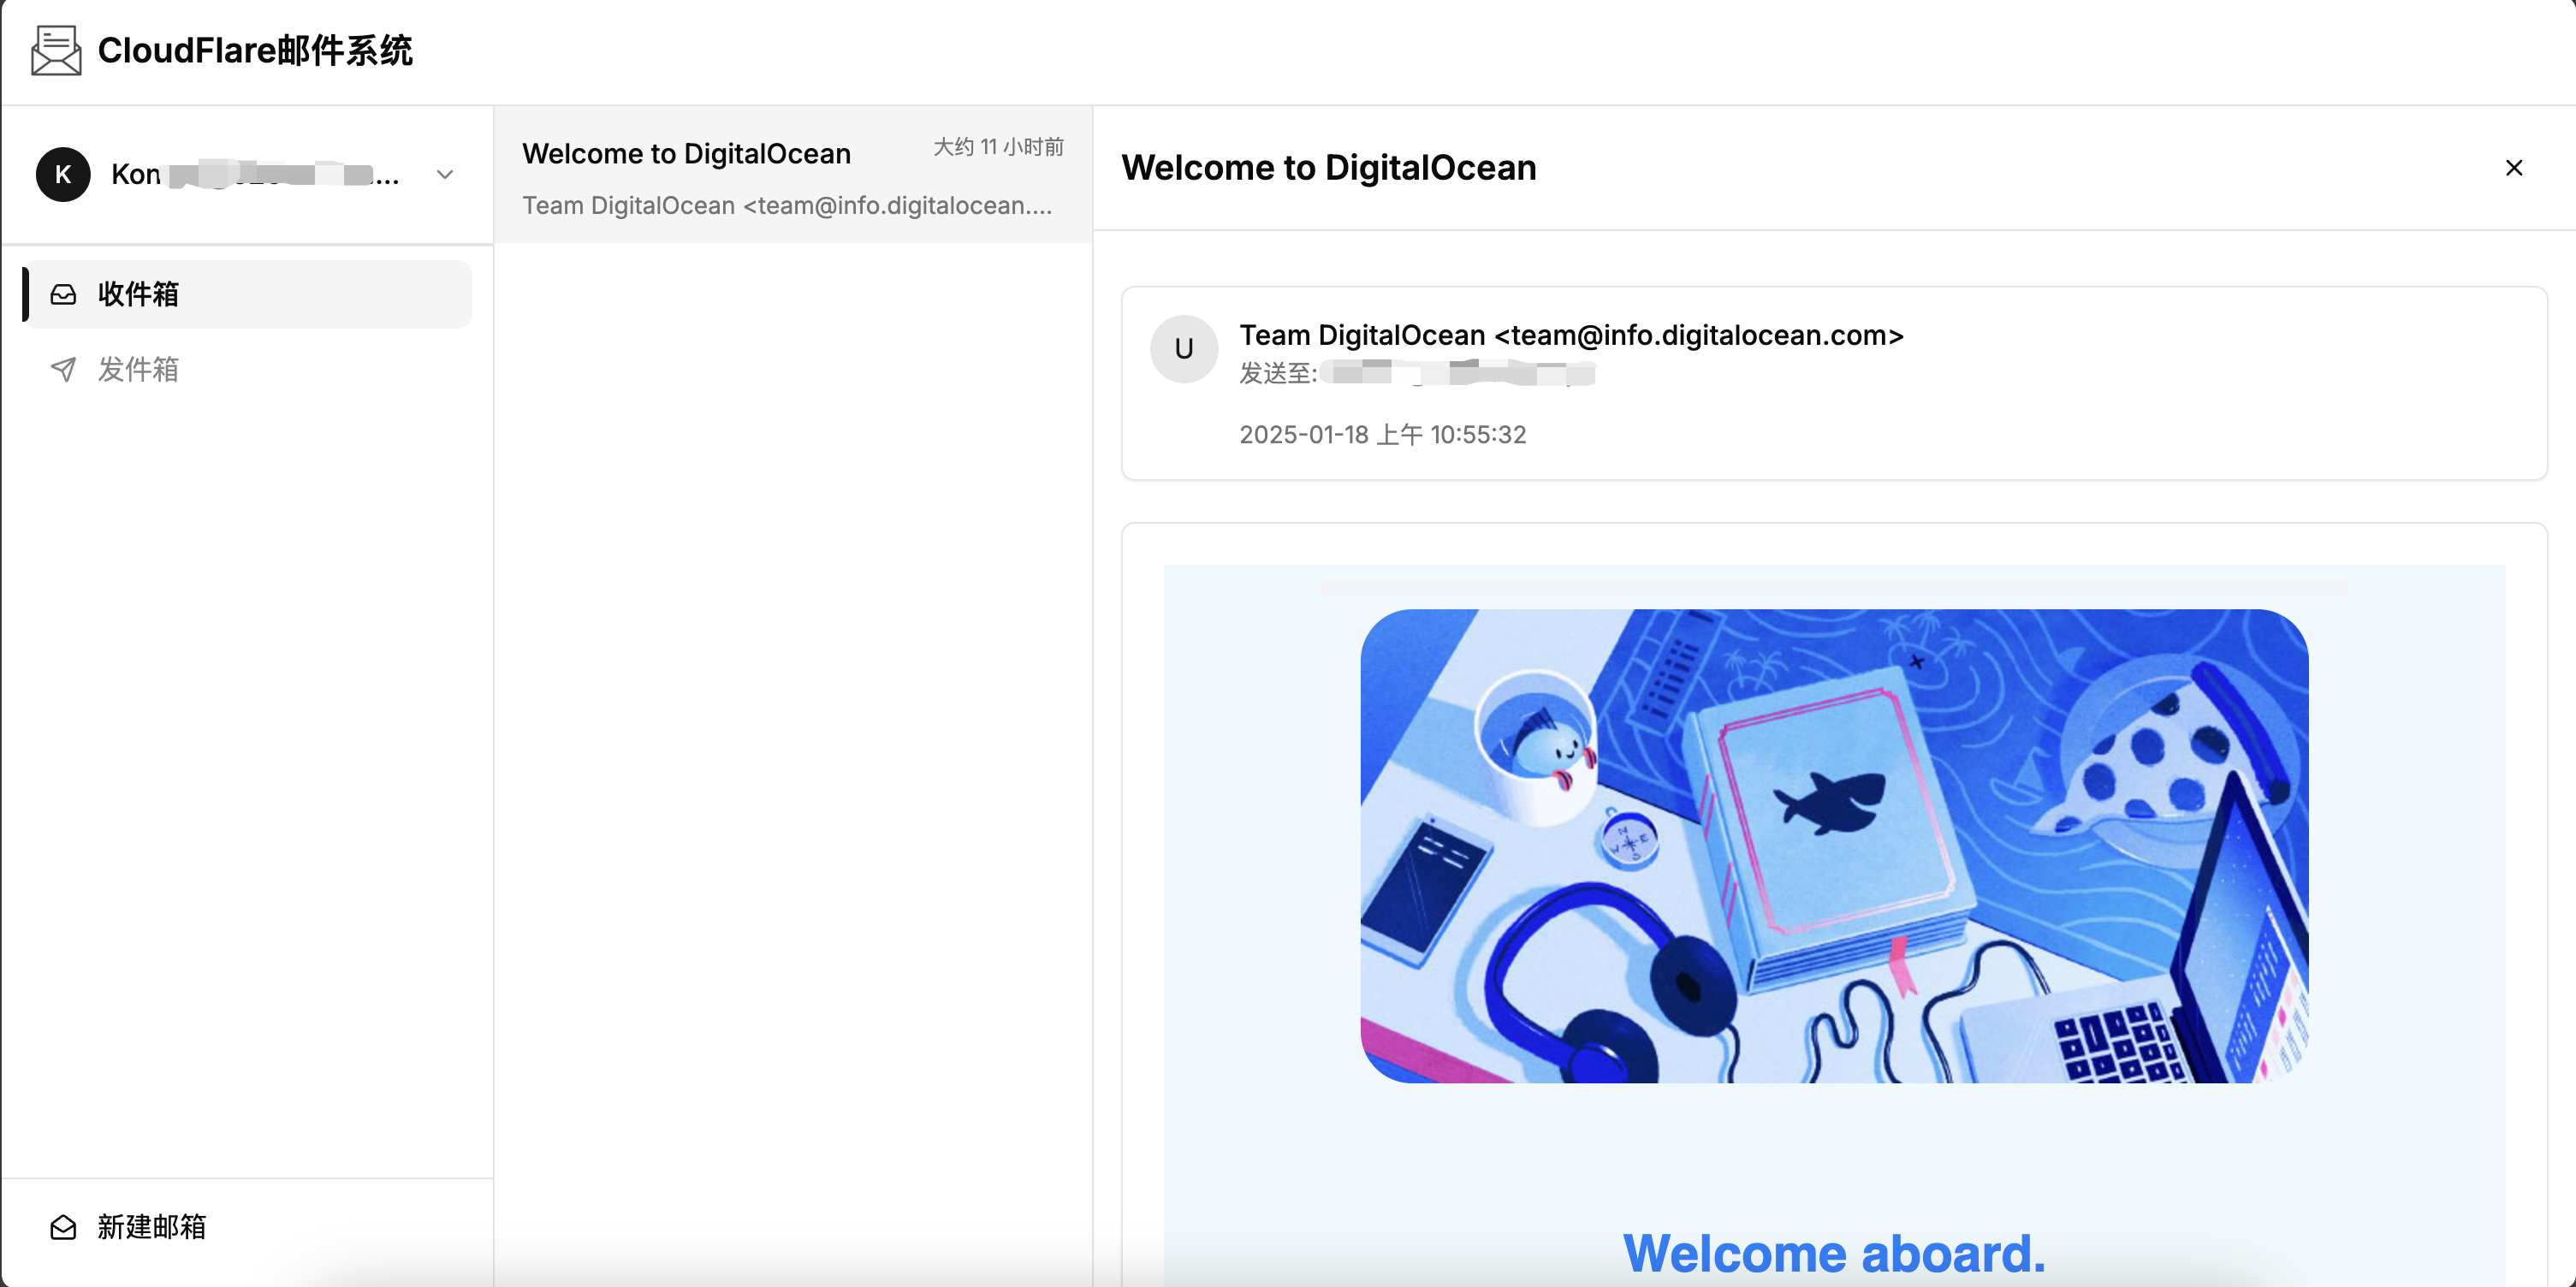 CloudFlare邮件系统
K
Kon
收件箱
发件箱
新建邮箱
Welcome to DigitalOcean
大约 11 小时前
Team DigitalOcean <team@info.digitalocean....
Welcome to DigitalOcean
U
Team DigitalOcean <team@info.digitalocean.com>
发送至:
2025-01-18 上午 10:55:32
N
E
S
W
Welcome aboard.